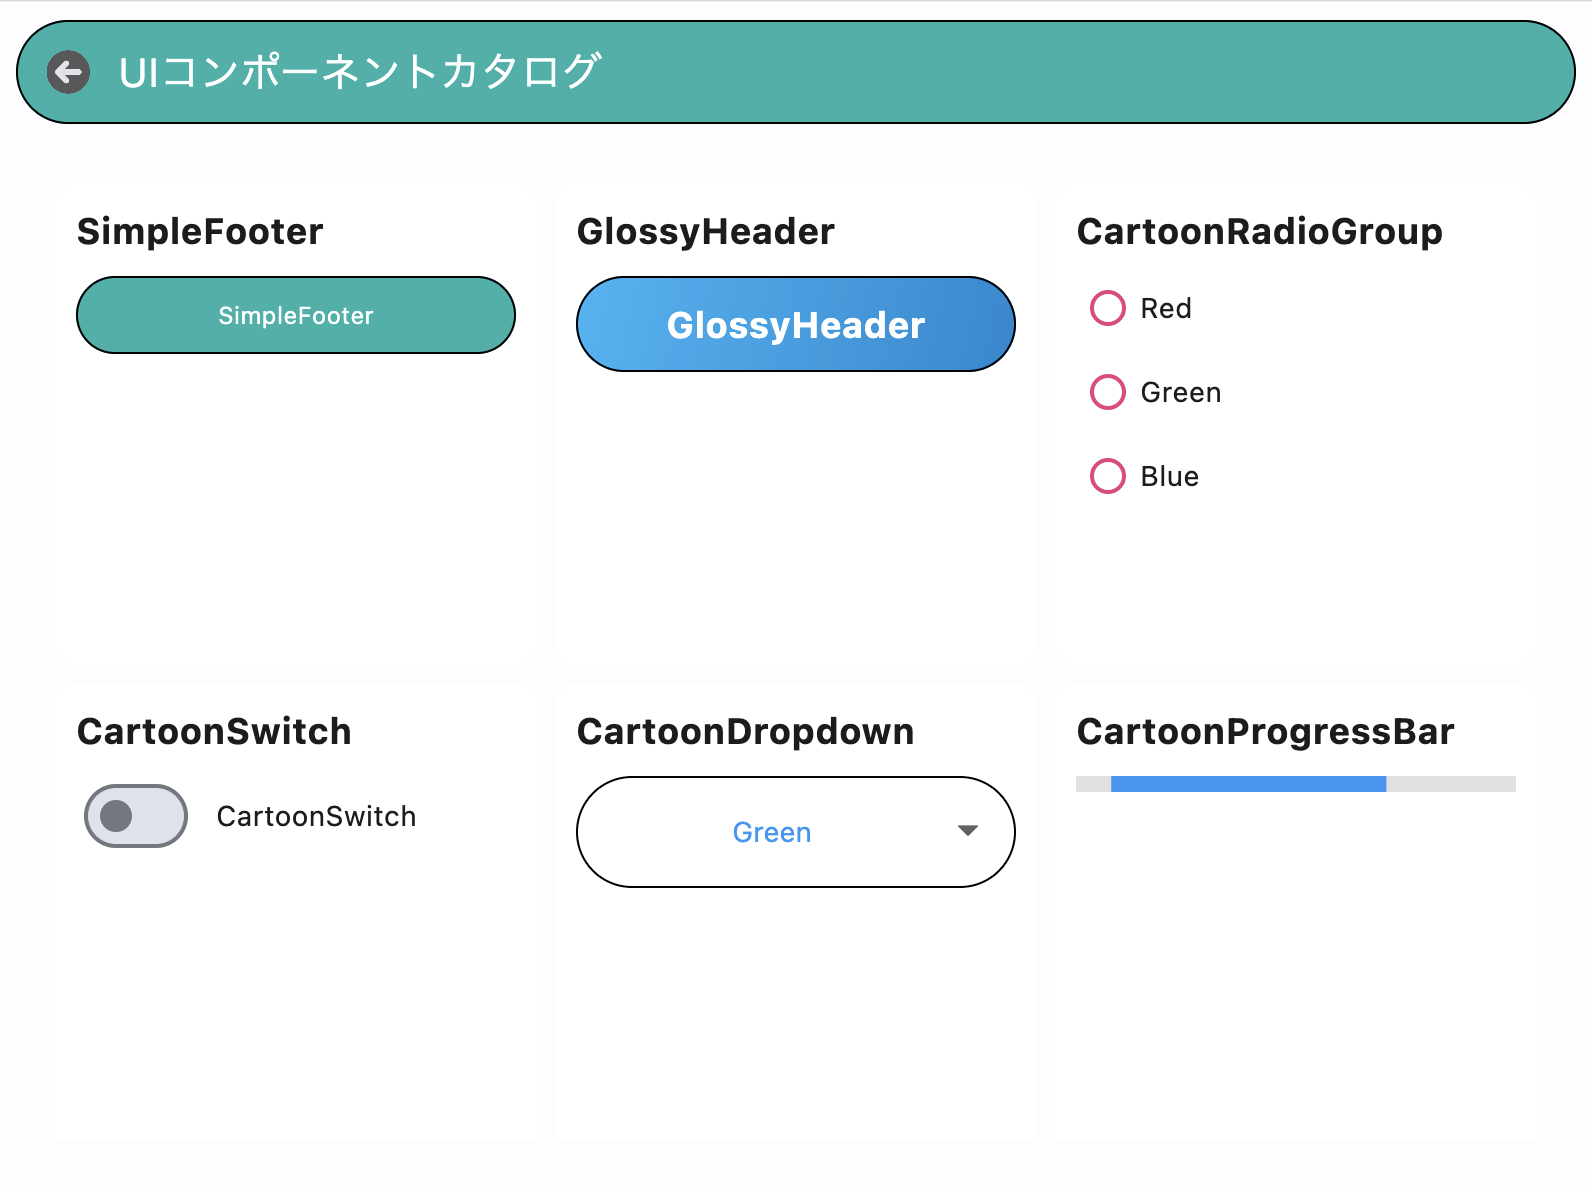 UIコンポーネントカタログ
SimpleFooter
SimpleFooter
GlossyHeader
GlossyHeader
CartoonRadioGroup
Red
Green
Blue
CartoonSwitch
CartoonSwitch
CartoonDropdown
Green
CartoonProgressBar